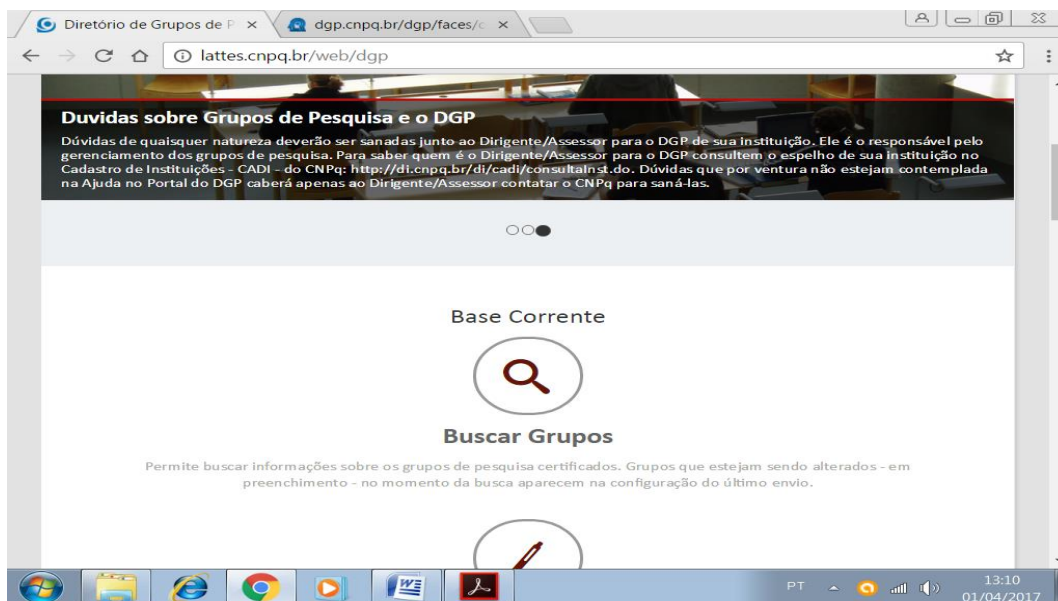 Diretório de Grupos de P
dgp.cnpq.br/dgp/faces/c
lattes.cnpq.br/web/dgp
Duvidas sobre Grupos de Pesquisa e o DGP
Dúvidas de quaisquer natureza deverão ser sanadas junto ao Dirigente/Assessor para o DGP de sua instituição. Ele é o responsável pelo
gerenciamento dos grupos de pesquisa. Para saber quem é o Dirigente/Assessor para o DGP consultem o espelho de sua instituição no
Cadastro de Instituições - CADI - do CNPq: http://di.cnpq.br/di/cadi/consultaInst.do. Dúvidas que por ventura não estejam contemplada
na Ajuda no Portal do DGP caberá apenas ao Dirigente/Assessor contatar o CNPq para saná-las.
Base Corrente
Buscar Grupos
Permite buscar informações sobre os grupos de pesquisa certificados. Grupos que estejam sendo alterados - em
preenchimento - no momento da busca aparecem na configuração do último envio.
PT
13:10
01/04/2017